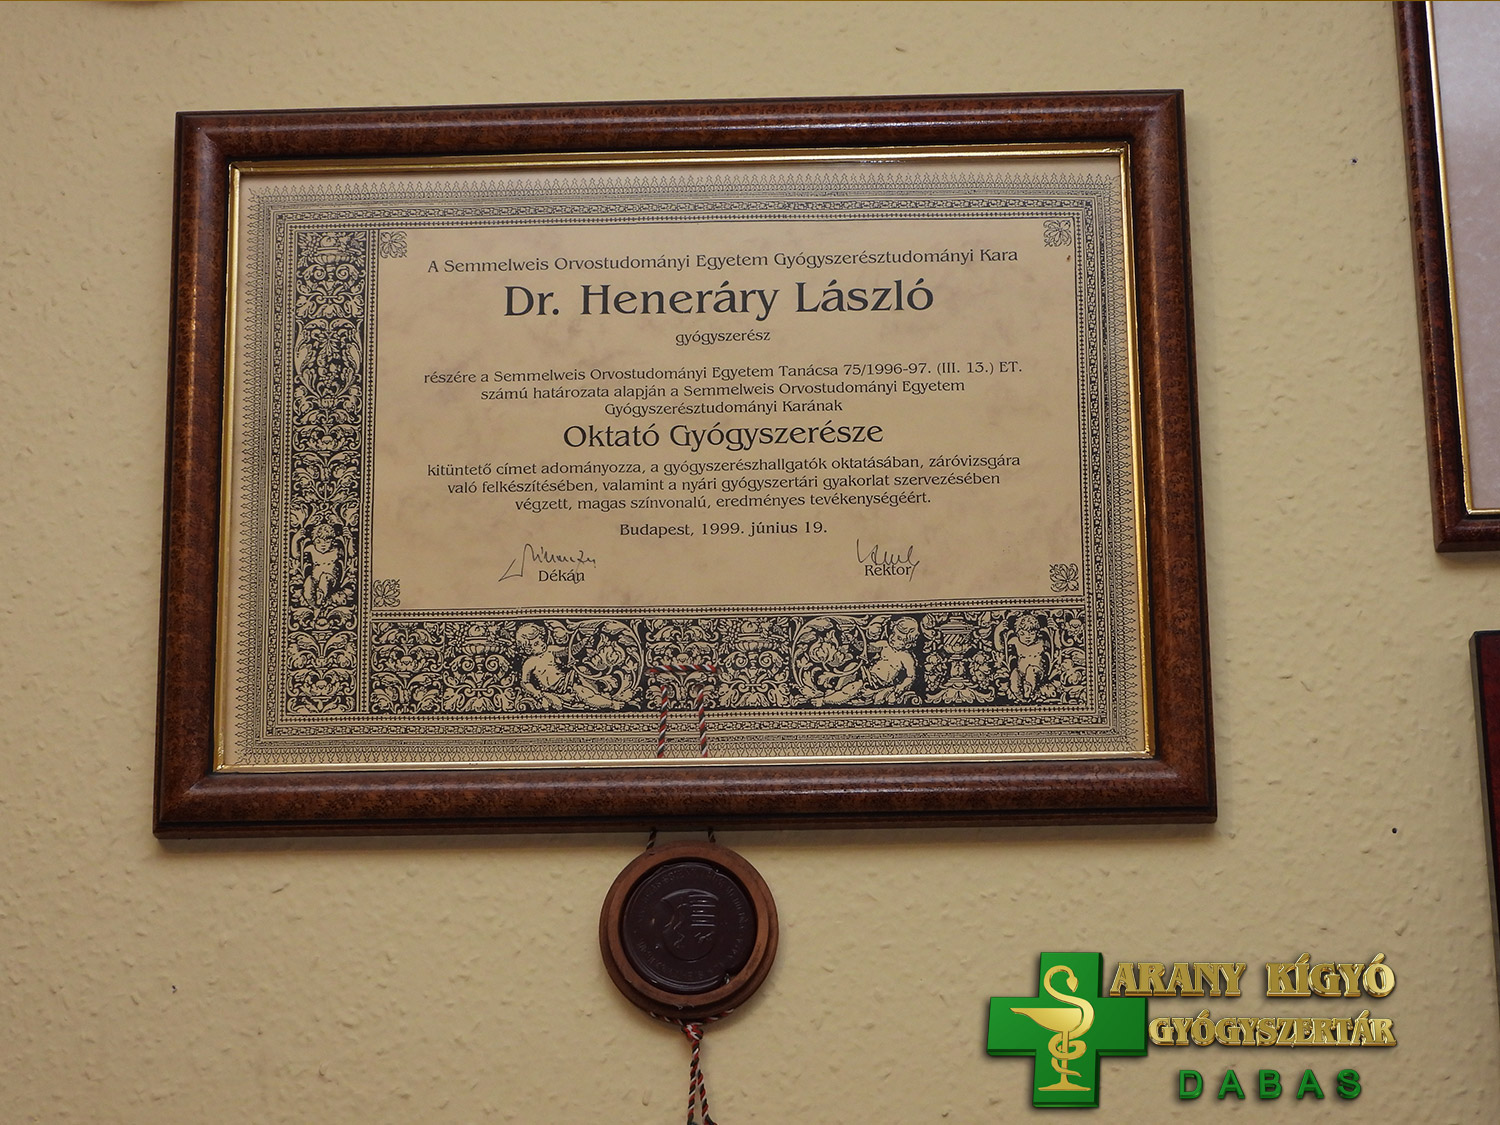 A Semmelweis Orvostudományi Egyetem Gyógyszerésztudományi Kara
Dr. Heneráry László
gyógyszerész
részére a Semmelweis Orvostudományi Egyetem Tanácsa 75/1996-97. (III. 13.) ET.
számú határozata alapján a Semmelweis Orvostudományi Egyetem
Gyógyszerésztudományi Karának
Oktató Gyógyszerésze
kitüntető címet adományozza, a gyógyszerészhallgatók oktatásában, záróvizsgára
való felkészítésében, valamint a nyári gyógyszertári gyakorlat szervezésében
végzett, magas színvonalú, eredményes tevékenységéért.
Budapest, 1999. június 19.
Dékán
Rektor
ARANY KÍGYÓ
GYÓGYSZERTÁR
DABAS